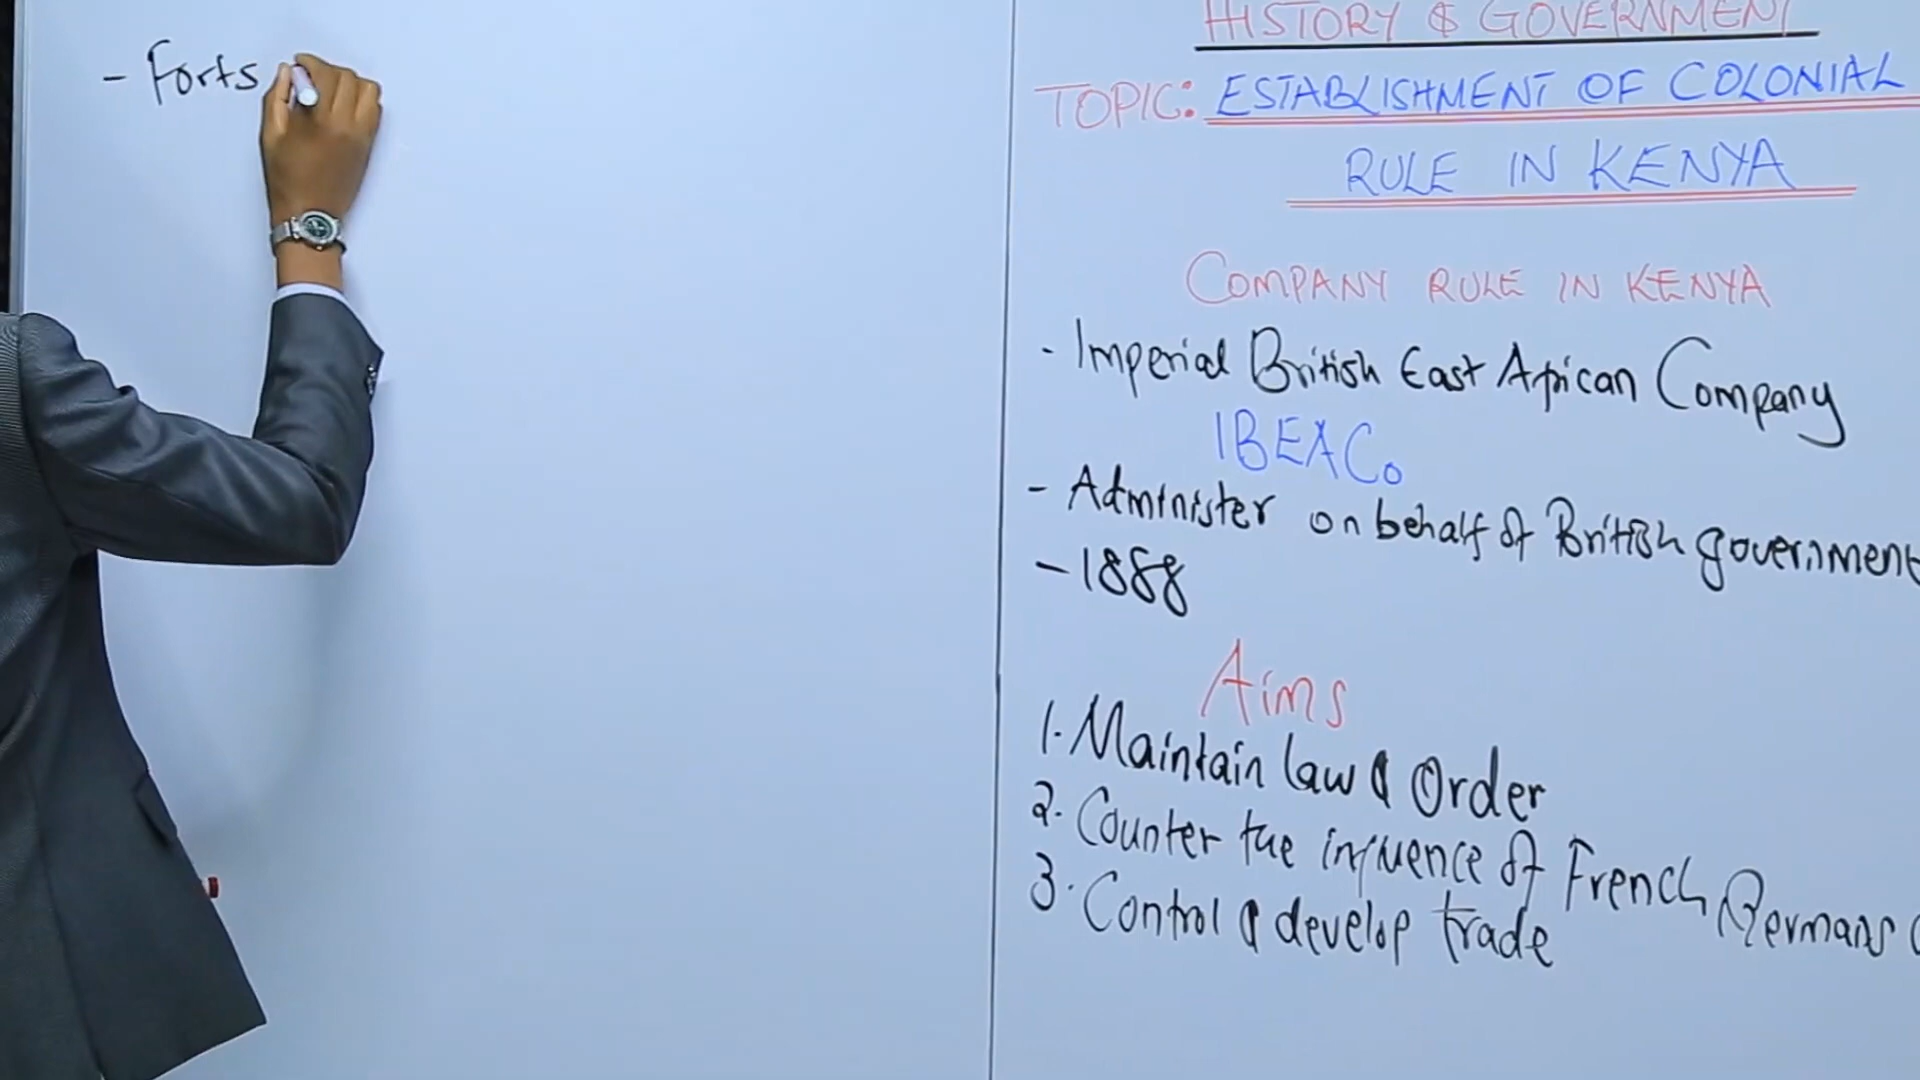 - Forts
HISTORY & GOVERNMENT
TOPIC: ESTABLISHMENT OF COLONIAL
RULE IN KENYA
COMPANY RULE IN KENYA
- Imperial British East African Company
IBEACo
- Administer on behalf of British government
- 1888
Aims
1. Maintain law & Order
2. Counter the influence of French, Germans
3. Control & develop trade